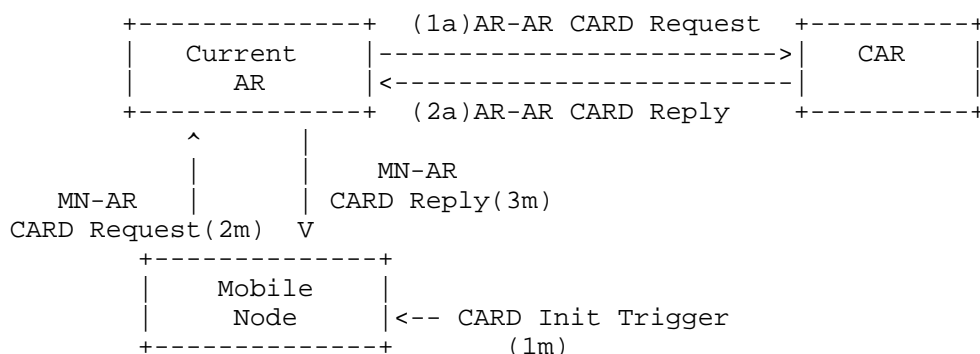 (1a)AR-AR CARD Request
Current CAR
AR
(2a)AR-AR CARD Reply
MN-AR
MN-AR CARD Reply(3m)
CARD Request(2m)
Mobile
Node <-- CARD Init Trigger
(1m)